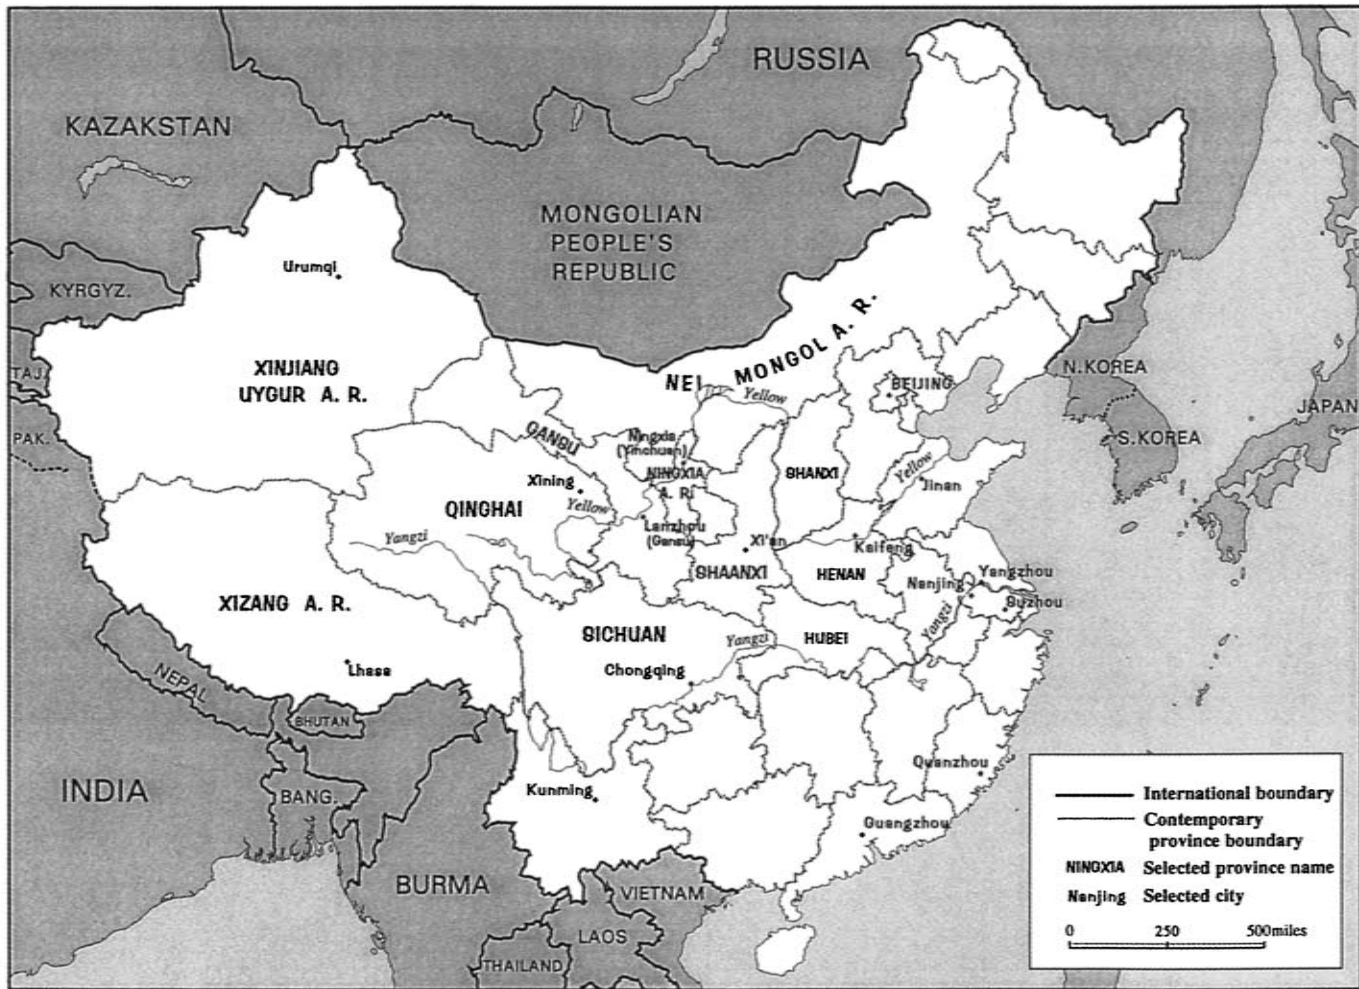 RUSSIA
KAZAKSTAN
MONGOLIAN
PEOPLE'S
REPUBLIC
Urumqi
KYRGYZ.
TAJ.
XINJIANG
UYGUR A. R.
NEI MONGOL A. R.
N.KOREA
BEIJING
Yellow
JAPAN
PAK.
S.KOREA
GANSU
Ningxia
(Yinchuan)
NINGXIA
A. R.
SHANXI
Yellow
Jinan
Xining
QINGHAI
Yellow
Lanzhou
(Gansu)
Xi'an
Kaifeng
Yangzi
SHAANXI
HENAN
Nanjing
Yangzhou
Suzhou
XIZANG A. R.
SICHUAN
Yangzi
HUBEI
Yangzi
Lhasa
Chongqing
NEPAL
BHUTAN
INDIA
BANG.
Kunming
Quanzhou
Guangzhou
BURMA
VIETNAM
LAOS
THAILAND
International boundary
Contemporary
province boundary
NINGXIA Selected province name
Nanjing Selected city
0 250 500miles